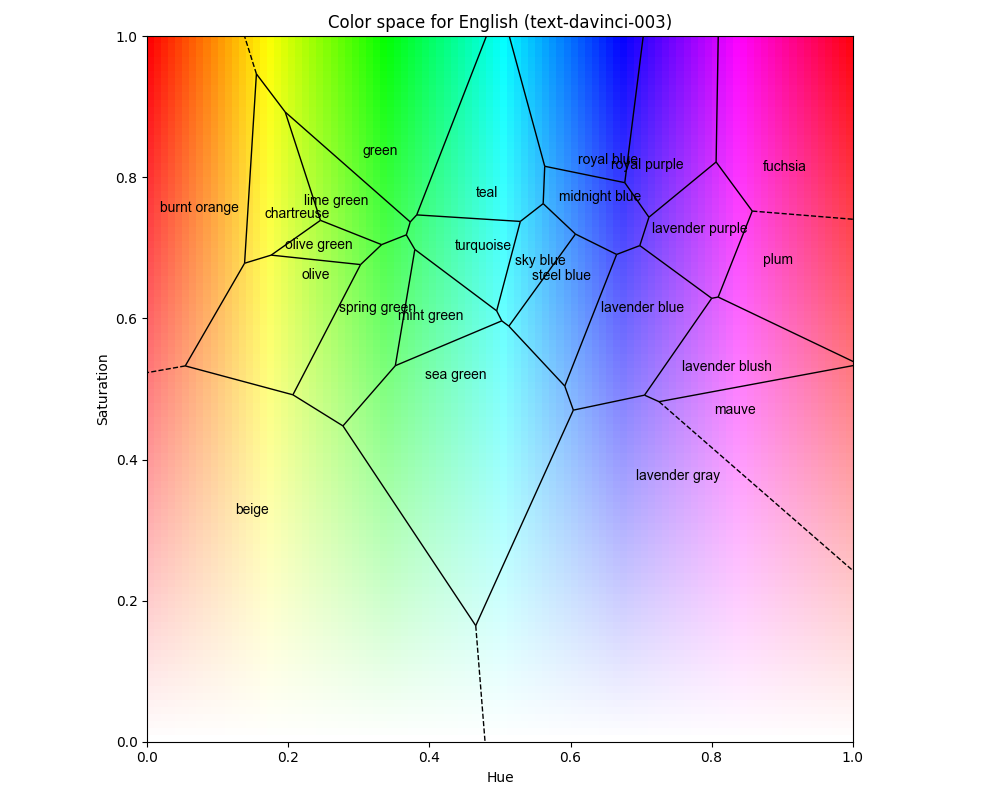 Color space for English (text-davinci-003)
1.0
0.8
0.6
0.4
0.2
0.0
Saturation
green
royal blue
royal purple
fuchsia
burnt orange
teal
midnight blue
lime green
chartreuse
lavender purple
olive green
turquoise
sky blue
plum
olive
steel blue
spring green
mint green
lavender blue
sea green
lavender blush
mauve
lavender gray
beige
0.0
0.2
0.4
0.6
0.8
1.0
Hue